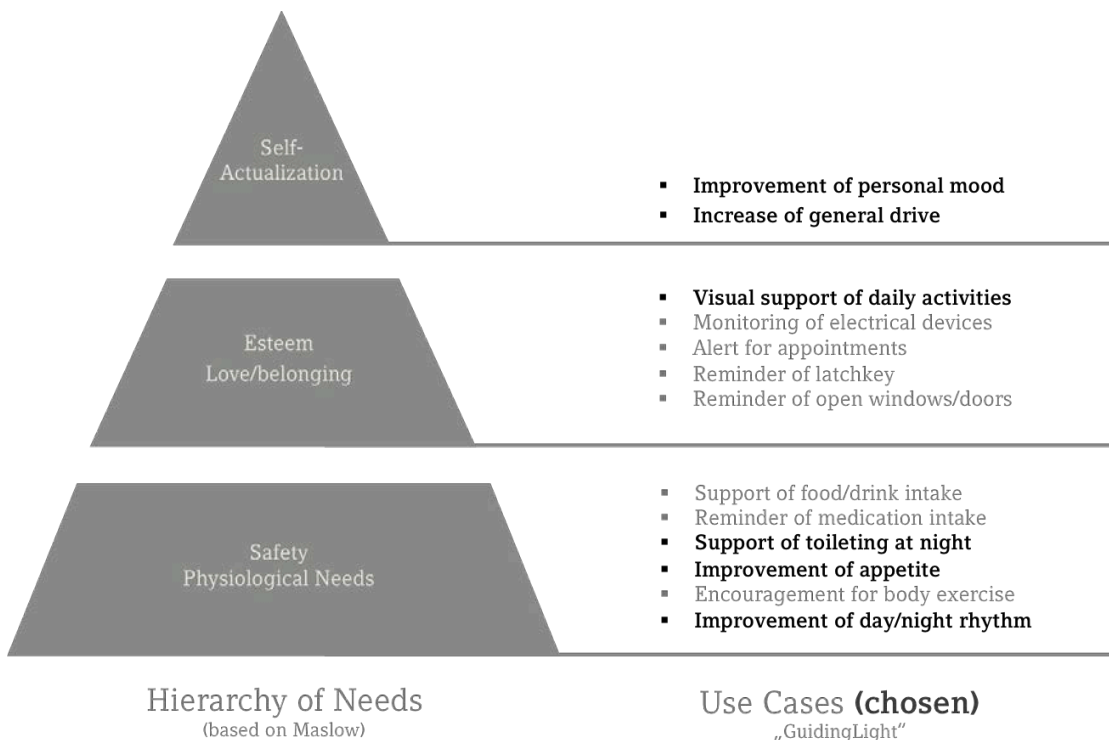 Self-
Actualization
▪ Improvement of personal mood
▪ Increase of general drive
Esteem
Love/belonging
▪ Visual support of daily activities
▪ Monitoring of electrical devices
▪ Alert for appointments
▪ Reminder of latchkey
▪ Reminder of open windows/doors
Safety
Physiological Needs
▪ Support of food/drink intake
▪ Reminder of medication intake
▪ Support of toileting at night
▪ Improvement of appetite
▪ Encouragement for body exercise
▪ Improvement of day/night rhythm
Hierarchy of Needs
(based on Maslow)
Use Cases (chosen)
„GuidingLight“